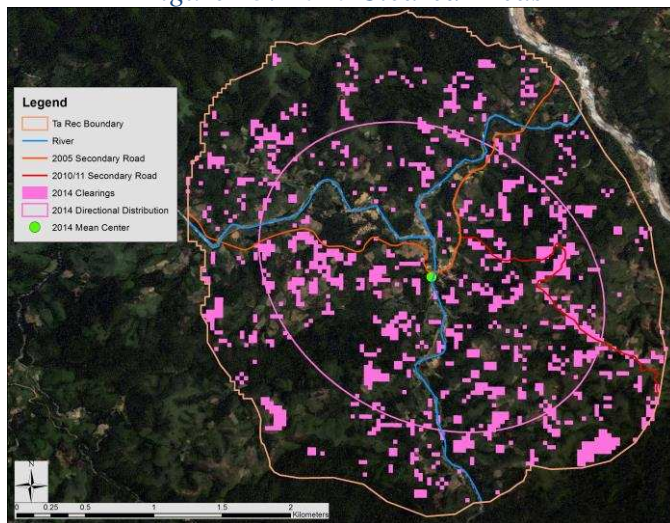 Legend
Ta Rec Boundary
River
2005 Secondary Road
2010/11 Secondary Road
2014 Clearings
2014 Directional Distribution
2014 Mean Center
N
0 0.25 0.5 1 1.5 2
Kilometers